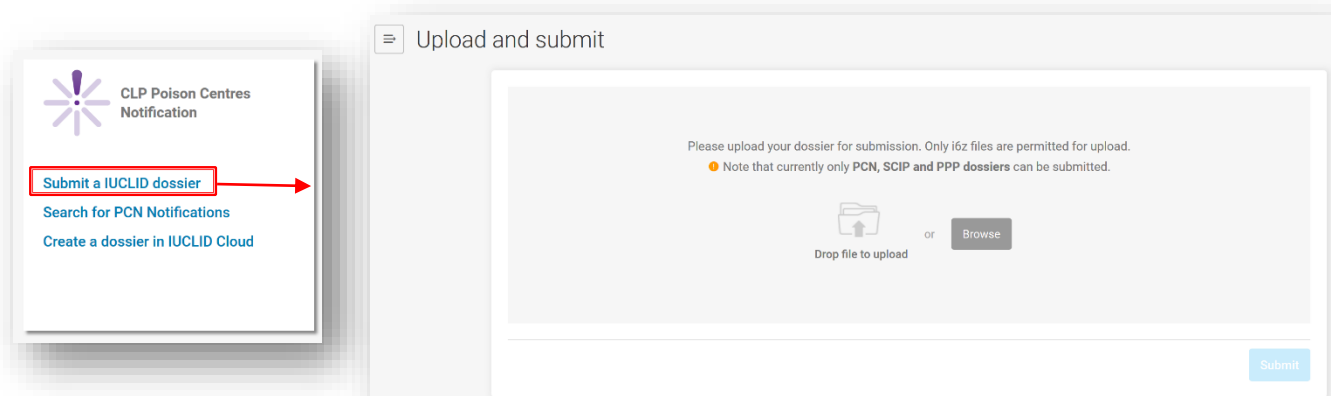 CLP Poison Centres
Notification
Submit a IUCLID dossier
Search for PCN Notifications
Create a dossier in IUCLID Cloud
Upload and submit
Please upload your dossier for submission. Only i6z files are permitted for upload.
Note that currently only PCN, SCIP and PPP dossiers can be submitted.
Drop file to upload
or
Browse
Submit